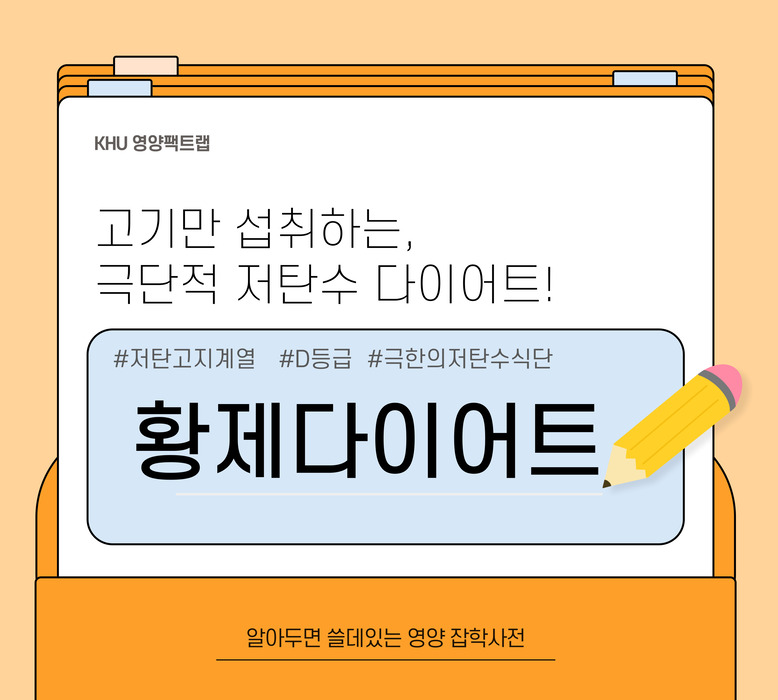 KHU 영양팩트랩
고기만 섭취하는,
극단적 저탄수 다이어트!
#저탄고지계열 #D등급 #극한의저탄수식단
황제다이어트
알아두면 쓸데있는 영양 잡학사전